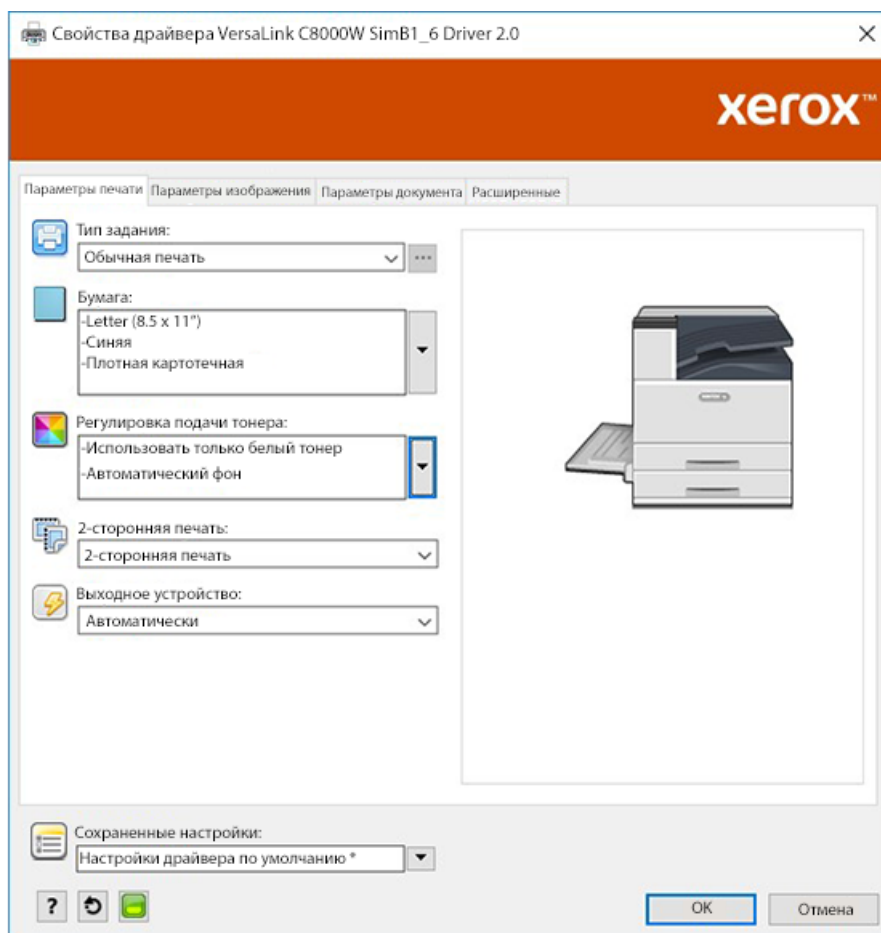 Свойства драйвера VersaLink C8000W SimB1_6 Driver 2.0
xerox™
Параметры печати Параметры изображения Параметры документа Расширенные
Тип задания:
Обычная печать
Бумага:
-Letter (8.5 x 11")
-Синяя
-Плотная картотечная
Регулировка подачи тонера:
-Использовать только белый тонер
-Автоматический фон
2-сторонняя печать:
2-сторонняя печать
Выходное устройство:
Автоматически
Сохраненные настройки:
Настройки драйвера по умолчанию *
?
OK
Отмена